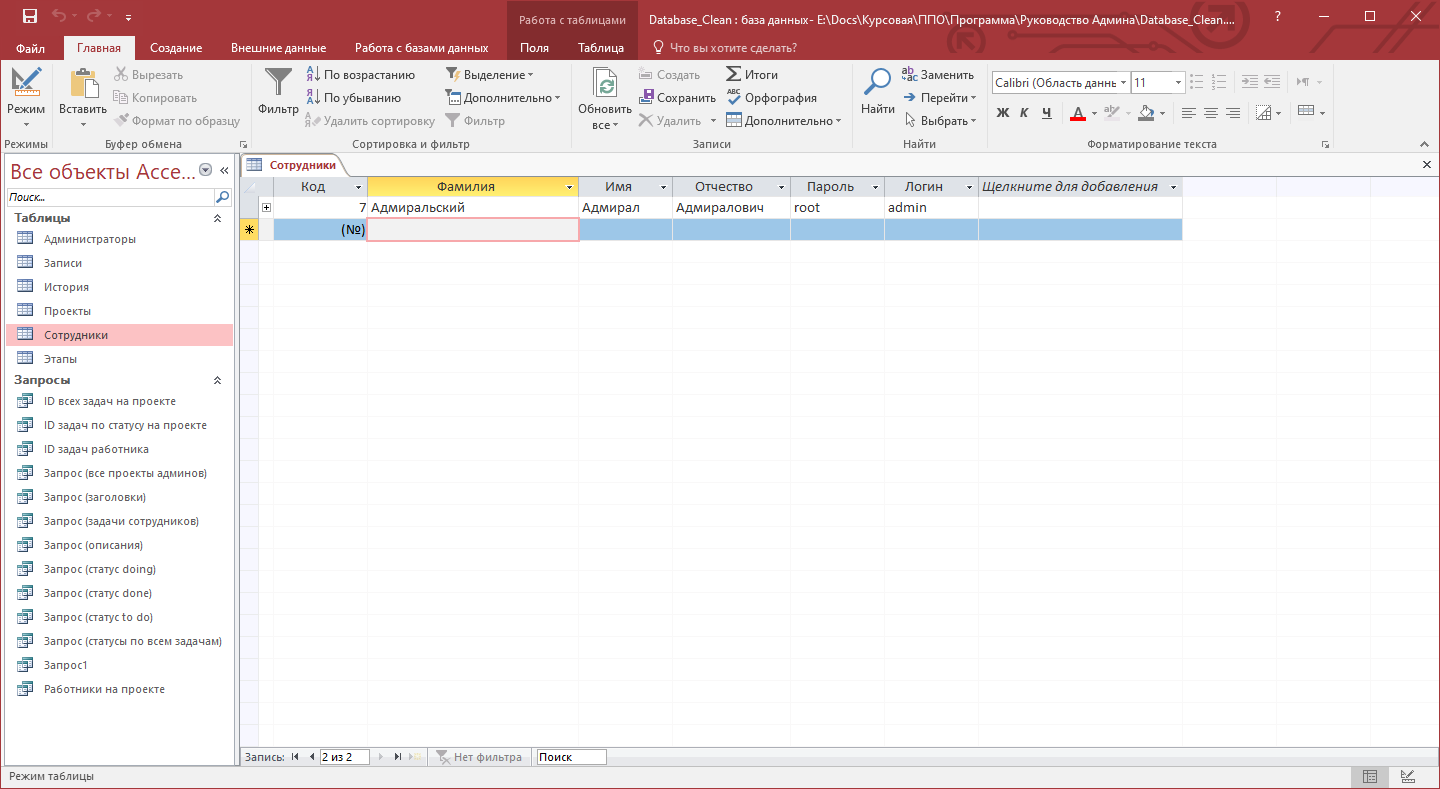 Работа с таблицами
Database_Clean : база данных- E:\Docs\Курсовая\ППО\Программа\Руководство Админа\Database_Clean....
?
Файл
Главная
Создание
Внешние данные
Работа с базами данных
Поля
Таблица
Что вы хотите сделать?
Режим
Режимы
Вставить
Вырезать
Копировать
Формат по образцу
Буфер обмена
Фильтр
По возрастанию
По убыванию
Удалить сортировку
Выделение
Дополнительно
Фильтр
Сортировка и фильтр
Обновить
все
Создать
Сохранить
Удалить
Итоги
Орфография
Дополнительно
Записи
Найти
Заменить
Перейти
Выбрать
Найти
Calibri (Область данны
11
Ж К Ч
Форматирование текста
Все объекты Acce...
Поиск...
Таблицы
Администраторы
Записи
История
Проекты
Сотрудники
Этапы
Запросы
ID всех задач на проекте
ID задач по статусу на проекте
ID задач работника
Запрос (все проекты админов)
Запрос (заголовки)
Запрос (задачи сотрудников)
Запрос (описания)
Запрос (статус doing)
Запрос (статус done)
Запрос (статус to do)
Запрос (статусы по всем задачам)
Запрос1
Работники на проекте
Сотрудники
Код Фамилия Имя Отчество Пароль Логин Щелкните для добавления
7 Адмиральский Адмирал Адмиралович root admin
(№)
Запись: 2 из 2 Нет фильтра Поиск
Режим таблицы